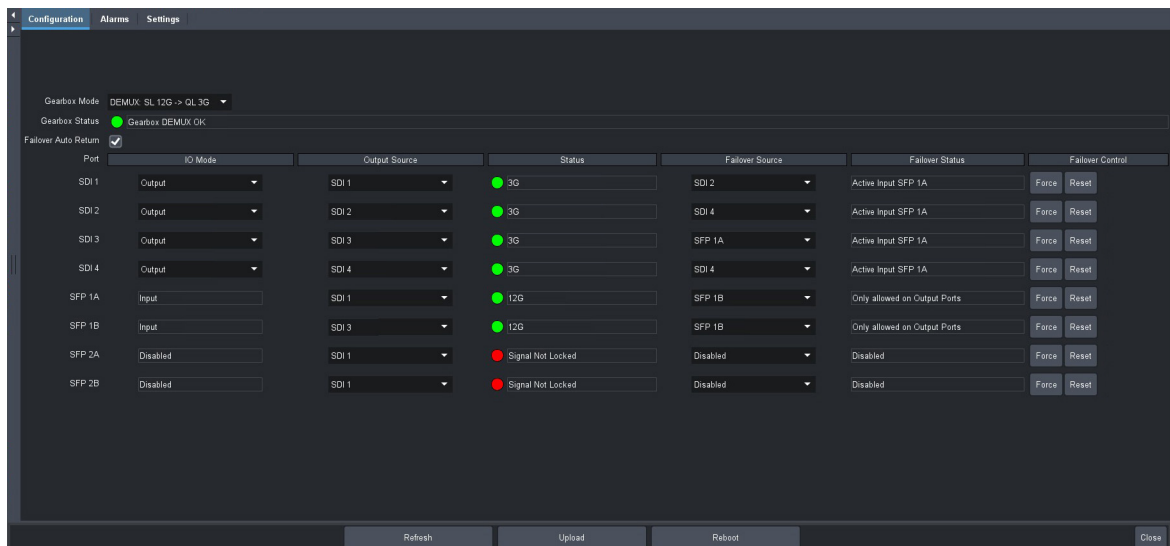 Configuration Alarms Settings
Gearbox Mode DEMUX: SL 12G -> QL 3G
Gearbox Status Gearbox DEMUX OK
Failover Auto Return
Port IO Mode Output Source Status Failover Source Failover Status Failover Control
SDI 1 Output SDI 1 3G SDI 2 Active Input SFP 1A Force Reset
SDI 2 Output SDI 2 3G SDI 4 Active Input SFP 1A Force Reset
SDI 3 Output SDI 3 3G SFP 1A Active Input SFP 1A Force Reset
SDI 4 Output SDI 4 3G SDI 4 Active Input SFP 1A Force Reset
SFP 1A Input SDI 1 12G SFP 1B Only allowed on Output Ports Force Reset
SFP 1B Input SDI 3 12G SFP 1B Only allowed on Output Ports Force Reset
SFP 2A Disabled SDI 1 Signal Not Locked Disabled Disabled Force Reset
SFP 2B Disabled SDI 1 Signal Not Locked Disabled Disabled Force Reset
Refresh Upload Reboot Close